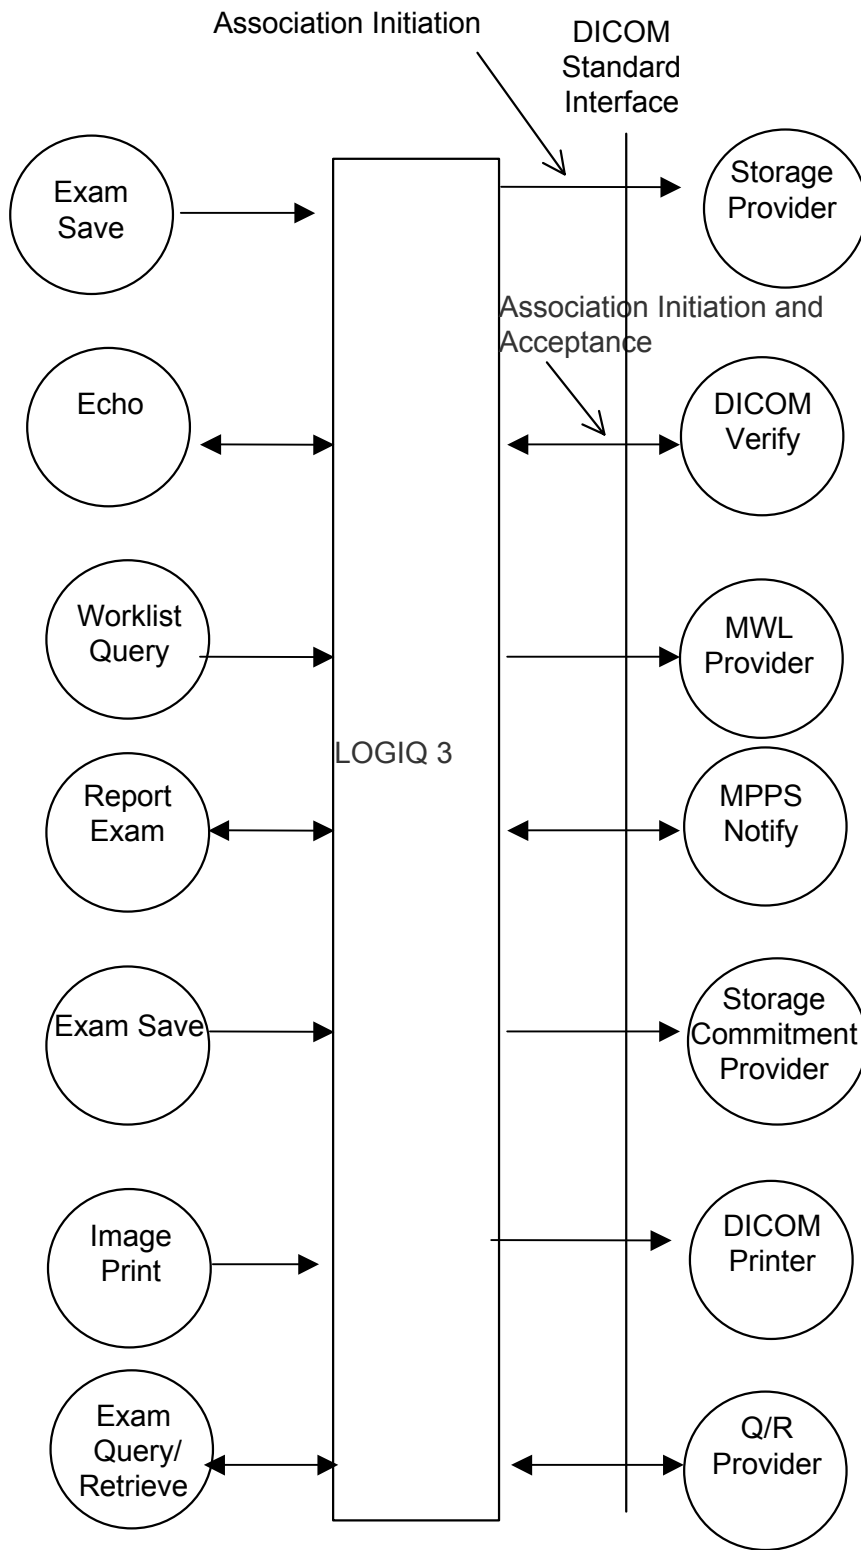 Association Initiation
DICOM
Standard
Interface
Exam
Save
Storage
Provider
Association Initiation and
Acceptance
Echo
DICOM
Verify
Worklist
Query
MWL
Provider
LOGIQ 3
Report
Exam
MPPS
Notify
Exam Save
Storage
Commitment
Provider
Image
Print
DICOM
Printer
Exam
Query/
Retrieve
Q/R
Provider